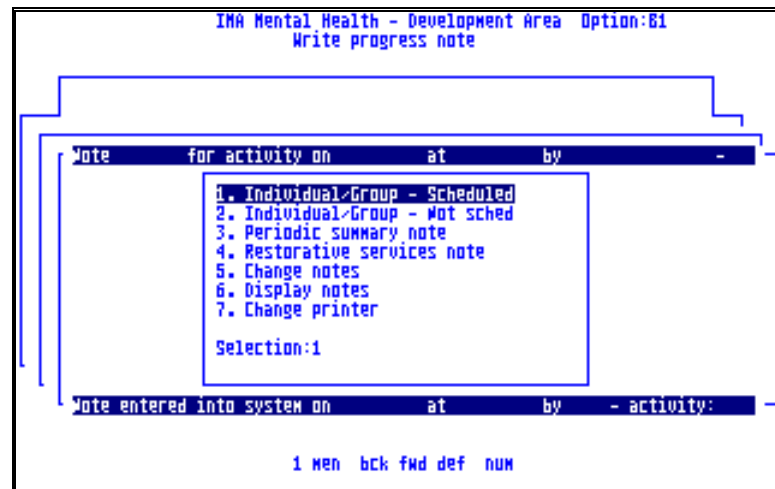 IMA Mental Health - Development Area Option:B1
Write progress note
Note for activity on at by -
1. Individual/Group - Scheduled
2. Individual/Group - Not sched
3. Periodic summary note
4. Restorative services note
5. Change notes
6. Display notes
7. Change printer
Selection:1
Note entered into system on at by - activity:
1 men bck fwd def num